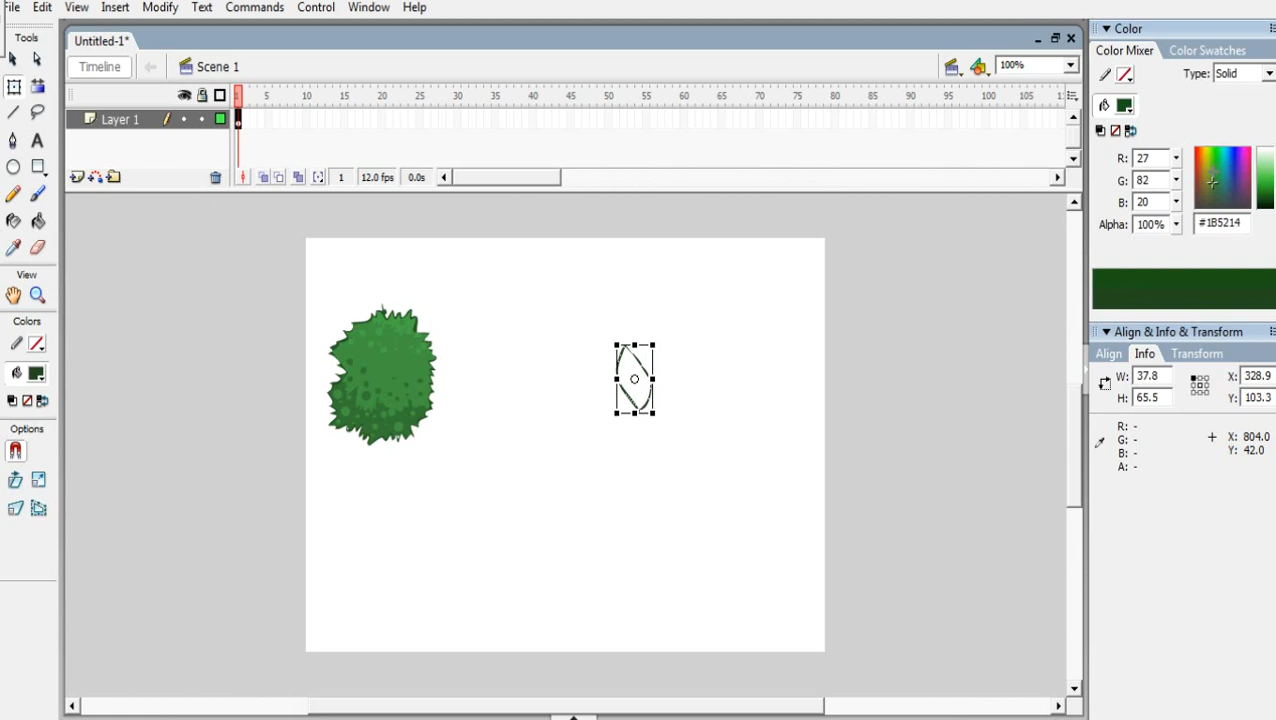 File Edit View Insert Modify Text Commands Control Window Help
Tools
View
Colors
Options
Untitled-1*
Timeline Scene 1 100%
5 10 15 20 25 30 35 40 45 50 55 60 65 70 75 80 85 90 95 100 105
Layer 1
1 12.0 fps 0.0s
Color
Color Mixer Color Swatches
Type: Solid
R: 27
G: 82
B: 20
Alpha: 100% #1B5214
Align & Info & Transform
Align Info Transform
W: 37.8 X: 328.9
H: 65.5 Y: 103.3
R: - X: 804.0
G: - Y: 42.0
B: -
A: -